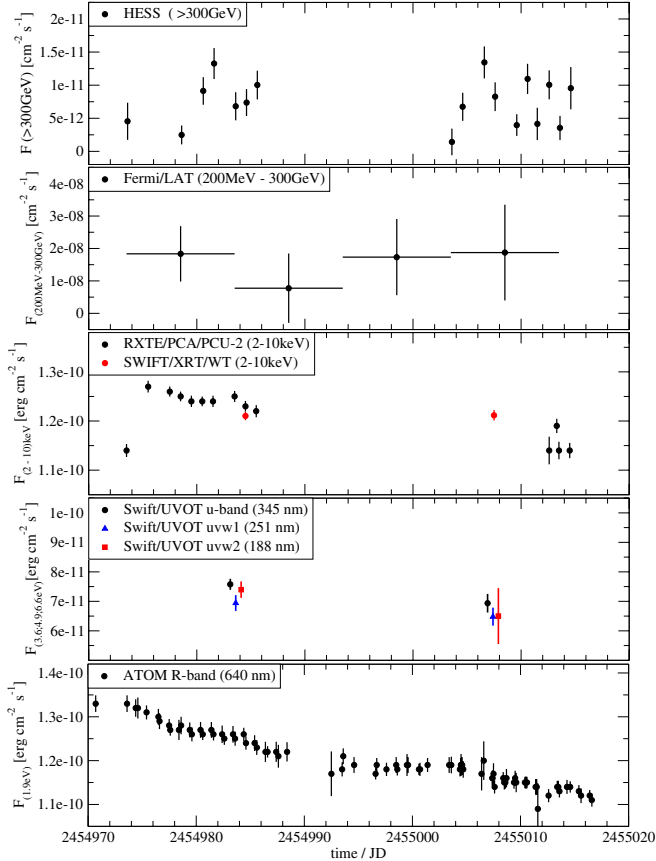 HESS ( >300GeV)
F (>300GeV) [cm-2 s-1]
2e-11
1.5e-11
1e-11
5e-12
0
Fermi/LAT (200MeV - 300GeV)
F(200MeV-300GeV) [cm-2 s-1]
4e-08
3e-08
2e-08
1e-08
0
RXTE/PCA/PCU-2 (2-10keV)
SWIFT/XRT/WT (2-10keV)
F(2 - 10)keV [erg cm-2 s-1]
1.3e-10
1.2e-10
1.1e-10
Swift/UVOT u-band (345 nm)
Swift/UVOT uvw1 (251 nm)
Swift/UVOT uvw2 (188 nm)
F(3.6;4.9;6.6eV)[erg cm-2 s-1]
1e-10
9e-11
8e-11
7e-11
6e-11
ATOM R-band (640 nm)
F(1.9eV) [erg cm-2 s-1]
1.4e-10
1.3e-10
1.2e-10
1.1e-10
2454970 2454980 2454990 2455000 2455010 2455020
time / JD